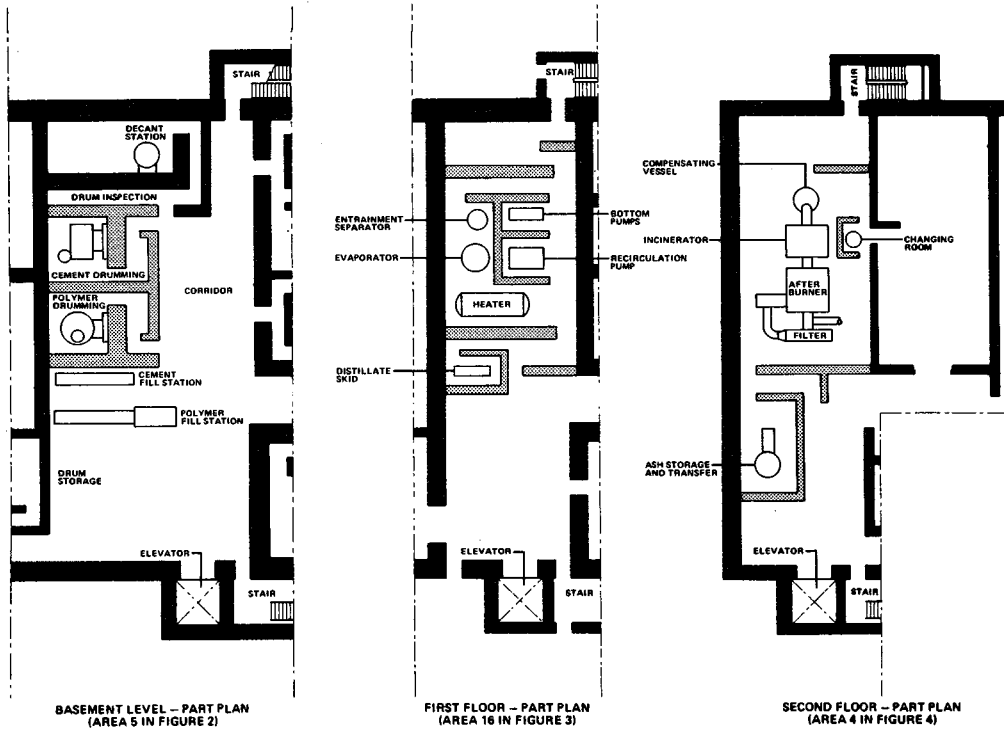 STAIR
DECANT
STATION
DRUM INSPECTION
CEMENT DRUMMING
POLYMER
DRUMMING
CORRIDOR
CEMENT
FILL STATION
POLYMER
FILL STATION
DRUM
STORAGE
ELEVATOR
STAIR
BASEMENT LEVEL – PART PLAN
(AREA 5 IN FIGURE 2)
STAIR
ENTRAINMENT
SEPARATOR
BOTTOM
PUMPS
EVAPORATOR
RECIRCULATION
PUMP
HEATER
DISTILLATE
SKID
ELEVATOR
STAIR
FIRST FLOOR – PART PLAN
(AREA 16 IN FIGURE 3)
STAIR
COMPENSATING
VESSEL
INCINERATOR
CHANGING
ROOM
AFTER
BURNER
FILTER
ASH STORAGE
AND TRANSFER
ELEVATOR
STAIR
SECOND FLOOR – PART PLAN
(AREA 4 IN FIGURE 4)